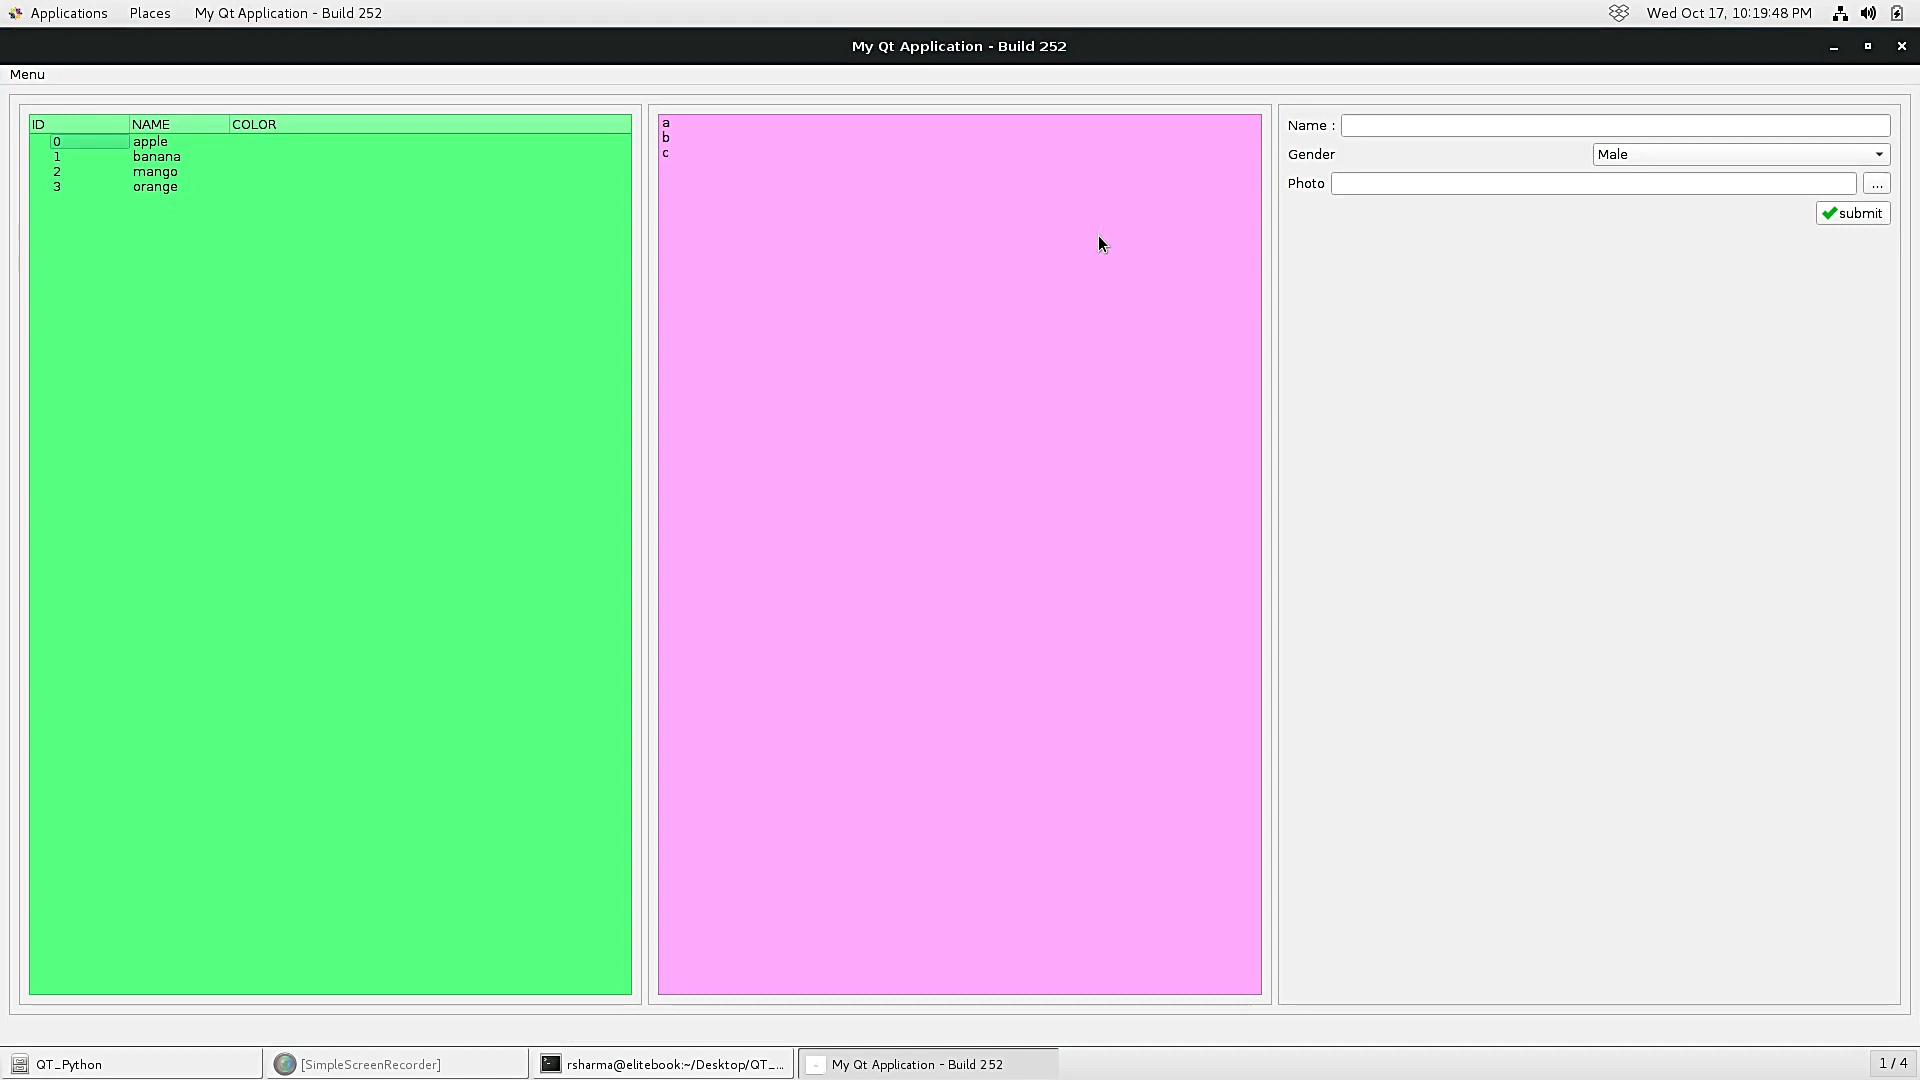 Applications Places My Qt Application - Build 252 Wed Oct 17, 10:19:48 PM
My Qt Application - Build 252
Menu
ID NAME COLOR
0 apple
1 banana
2 mango
3 orange
a
b
c
Name :
Gender Male
Photo ...
submit
QT_Python [SimpleScreenRecorder] rsharma@elitebook:~/Desktop/QT_... My Qt Application - Build 252 1 / 4